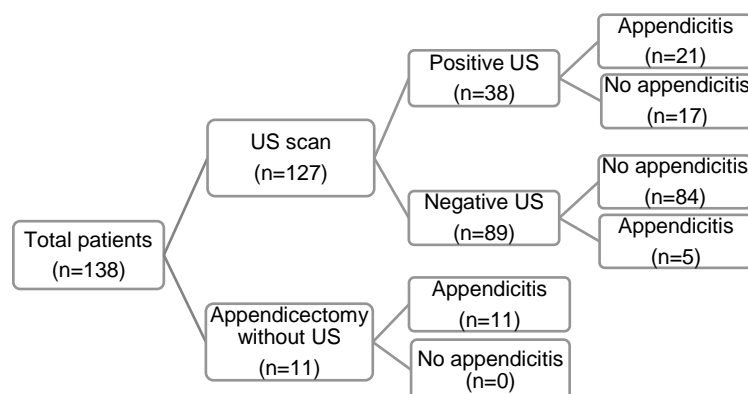 Appendicitis
(n=21)
Positive US
(n=38)
No appendicitis
(n=17)
US scan
(n=127)
No appendicitis
(n=84)
Negative US
(n=89)
Appendicitis
(n=5)
Total patients
(n=138)
Appendicectomy
without US
(n=11)
Appendicitis
(n=11)
No appendicitis
(n=0)